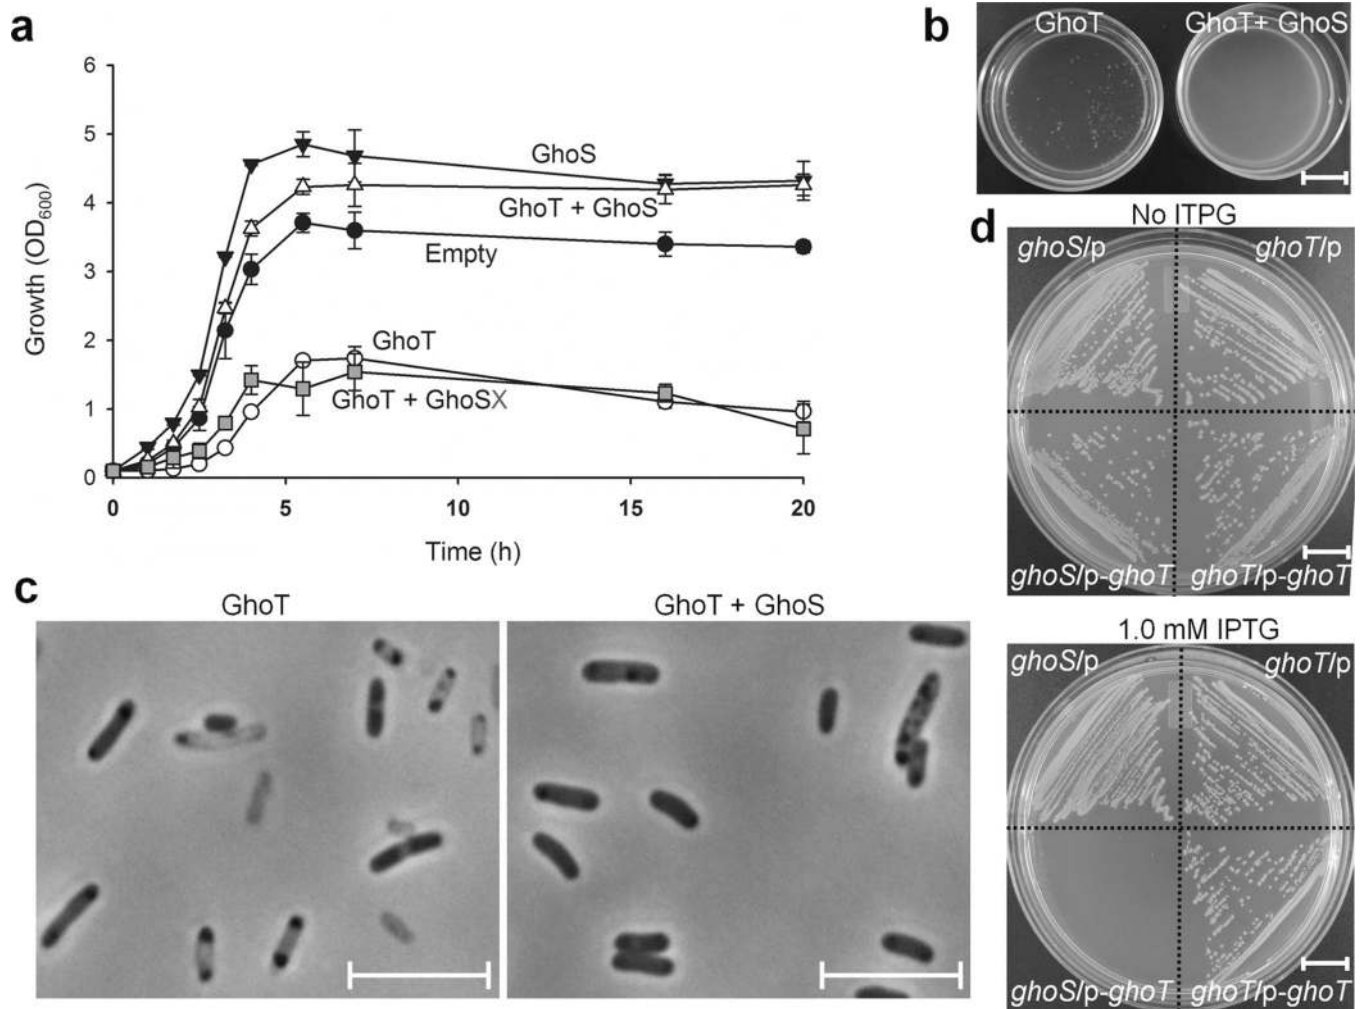 a
6
5
4
3
2
1
0
Growth (OD600)
GhoS
GhoT + GhoS
Empty
GhoT
GhoT + GhoSX
0 5 10 15 20
Time (h)
b
GhoT GhoT+ GhoS
c
GhoT GhoT + GhoS
d
No ITPG
ghoS/p ghoT/p
ghoS/p-ghoT ghoT/p-ghoT
1.0 mM IPTG
ghoS/p ghoT/p
ghoS/p-ghoT ghoT/p-ghoT